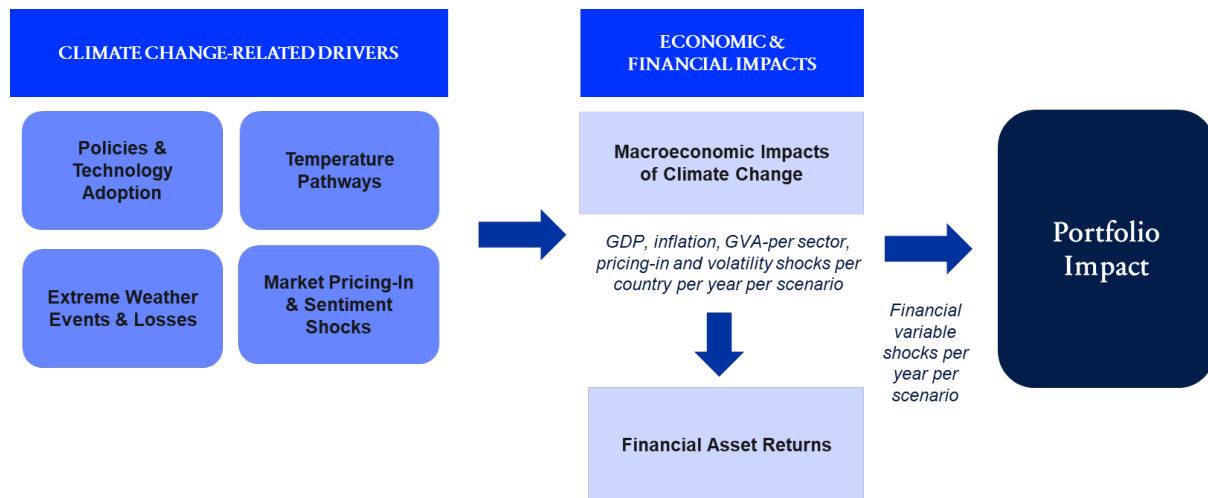 CLIMATE CHANGE-RELATED DRIVERS
Policies &
Technology
Adoption
Temperature
Pathways
Extreme Weather
Events & Losses
Market Pricing-In
& Sentiment
Shocks
ECONOMIC &
FINANCIAL IMPACTS
Macroeconomic Impacts
of Climate Change
GDP, inflation, GVA-per sector,
pricing-in and volatility shocks per
country per year per scenario
Financial Asset Returns
Financial
variable
shocks per
year per
scenario
Portfolio
Impact